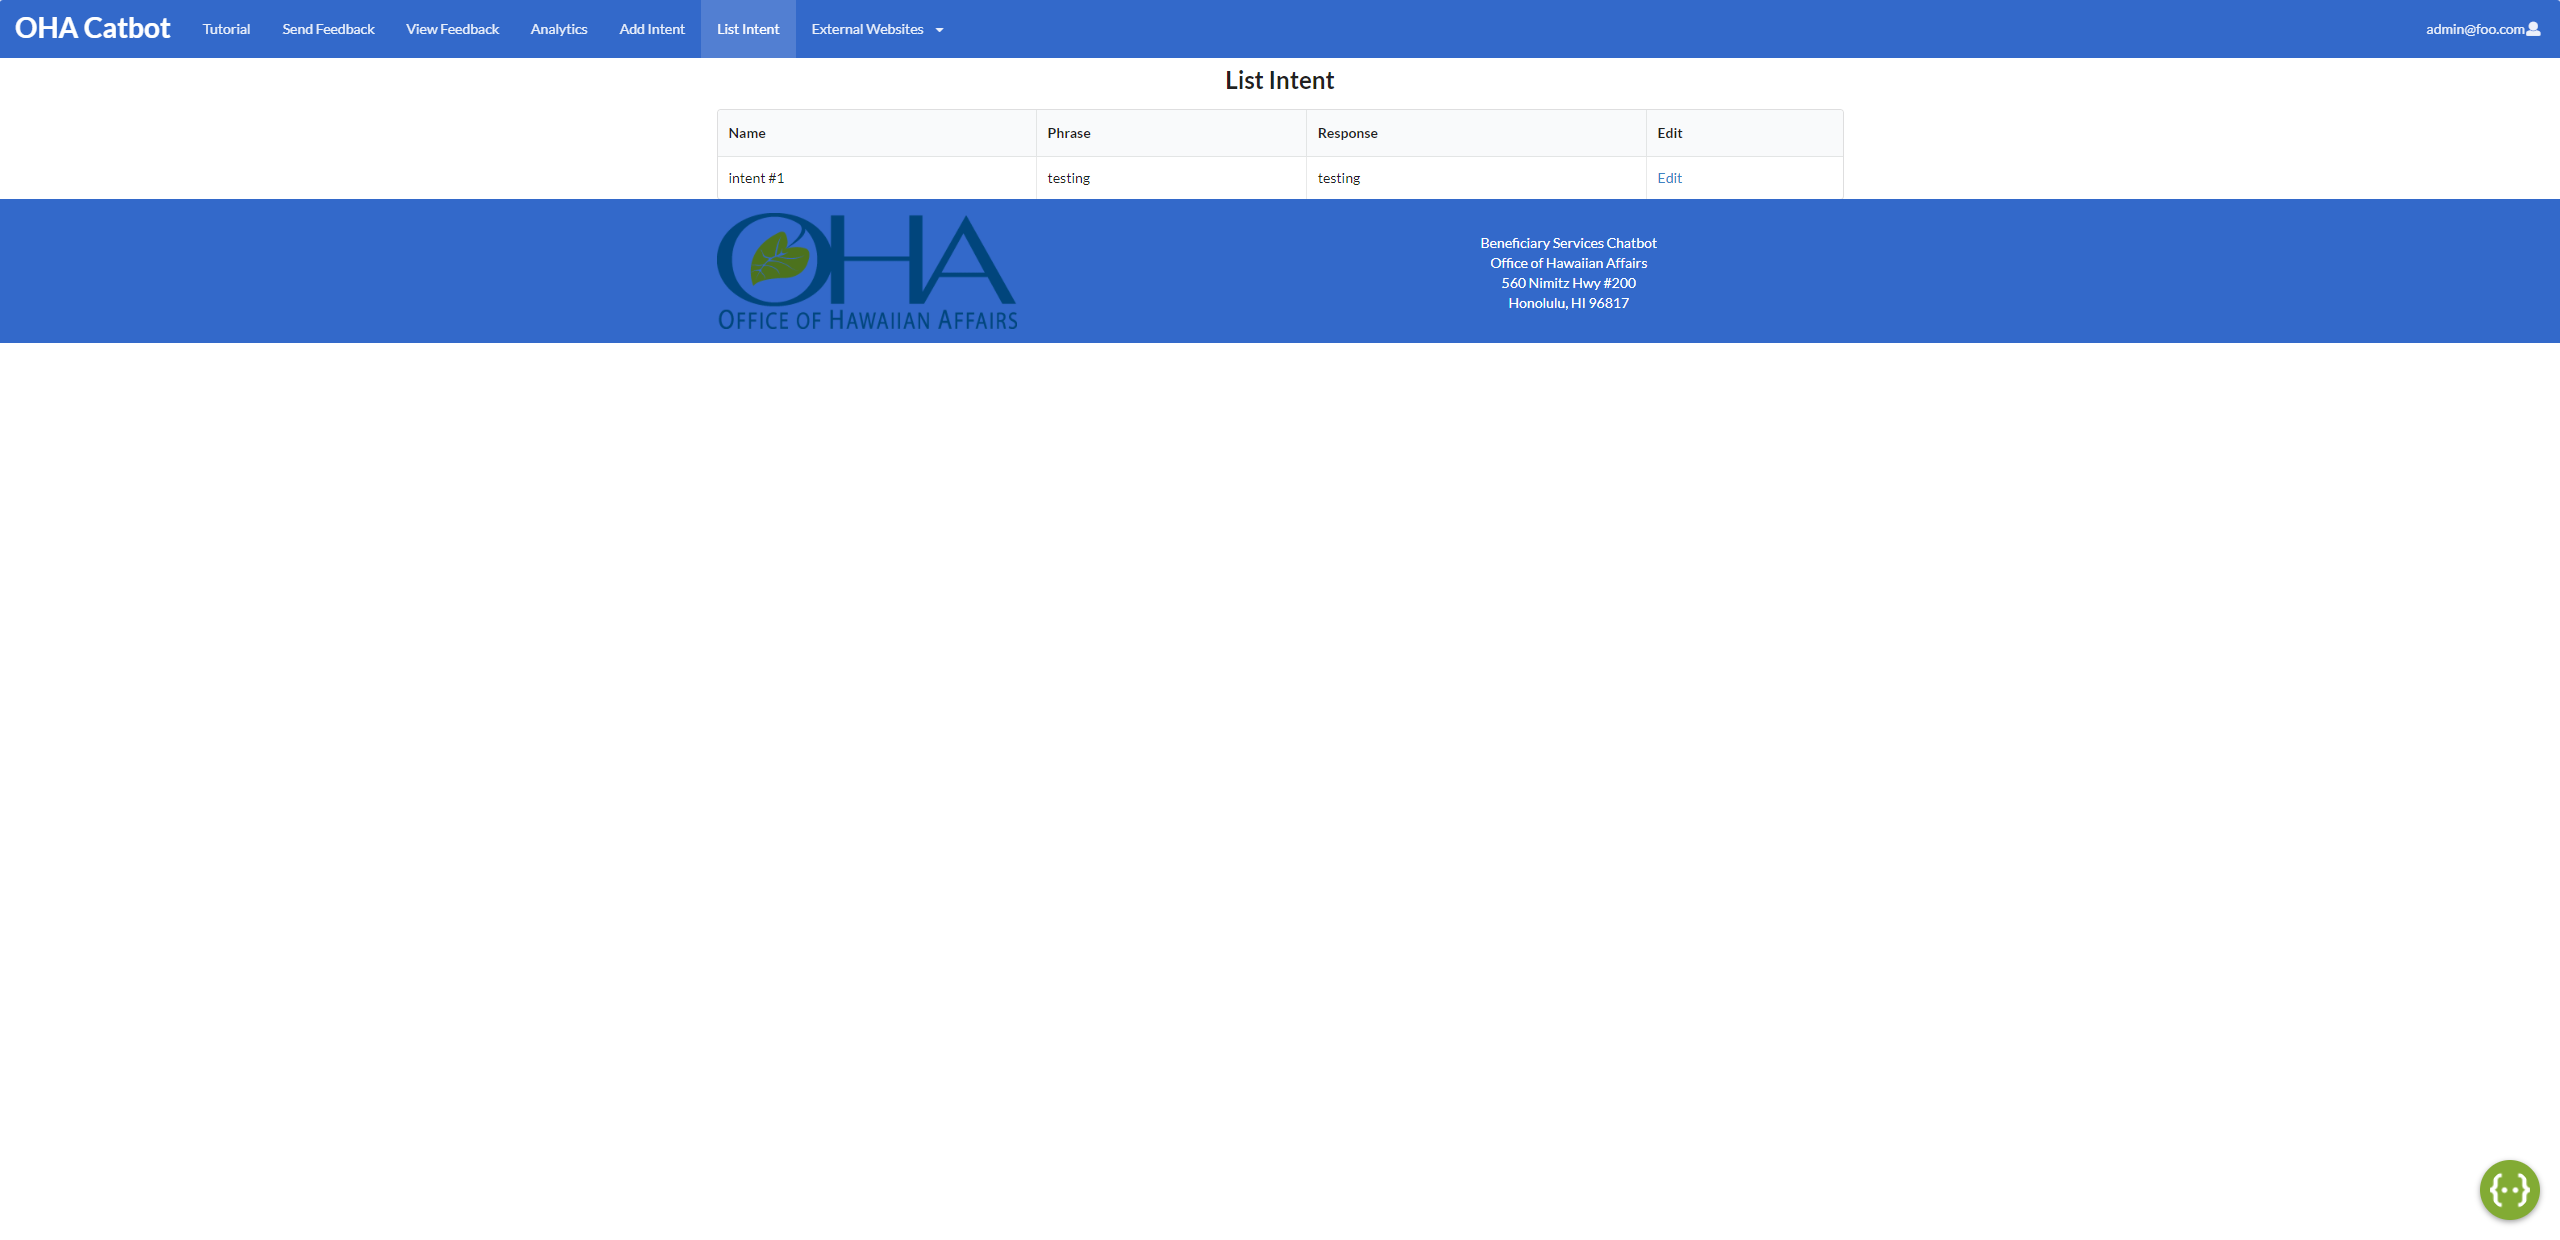 OHA Catbot Tutorial Send Feedback View Feedback Analytics Add Intent List Intent External Websites admin@foo.com
List Intent
Name Phrase Response Edit
intent #1 testing testing Edit
OHA
OFFICE OF HAWAIIAN AFFAIRS
Beneficiary Services Chatbot
Office of Hawaiian Affairs
560 Nimitz Hwy #200
Honolulu, HI 96817
{··}